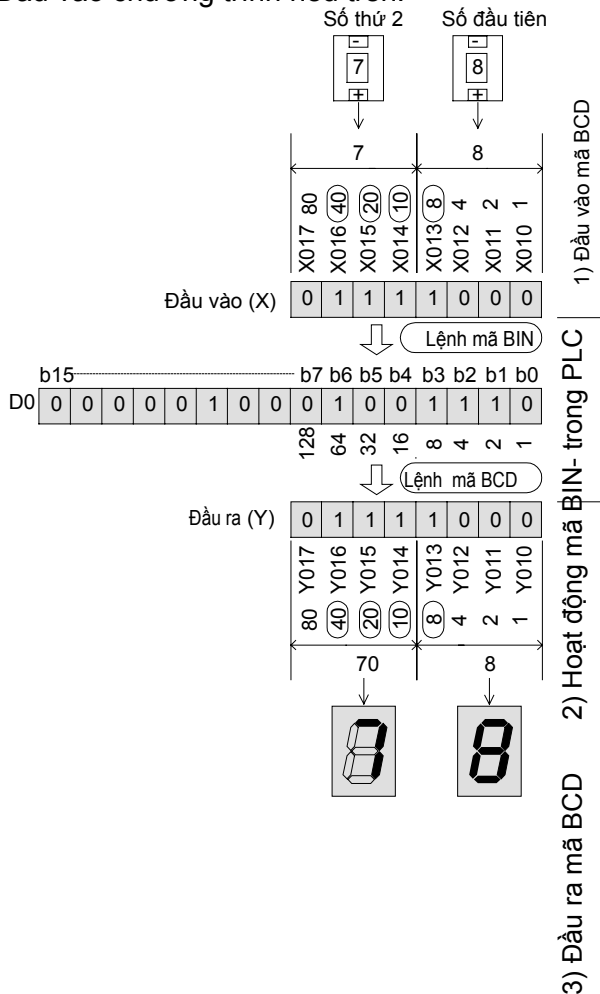 Số thứ 2 Số đầu tiên
- -
7 8
+ +
7 8
80 40 20 10 8 4 2 1
X017 X016 X015 X014 X013 X012 X011 X010
1) Đầu vào mã BCD
Đầu vào (X) 0 1 1 1 1 0 0 0
Lệnh mã BIN
b15 b7 b6 b5 b4 b3 b2 b1 b0
D0 0 0 0 0 0 1 0 0 0 1 0 0 1 1 1 0
128 64 32 16 8 4 2 1
2) Hoạt động mã BIN- trong PLC
Lệnh mã BCD
Đầu ra (Y) 0 1 1 1 1 0 0 0
Y017 Y016 Y015 Y014 Y013 Y012 Y011 Y010
80 40 20 10 8 4 2 1
70 8
7 8
3) Đầu ra mã BCD